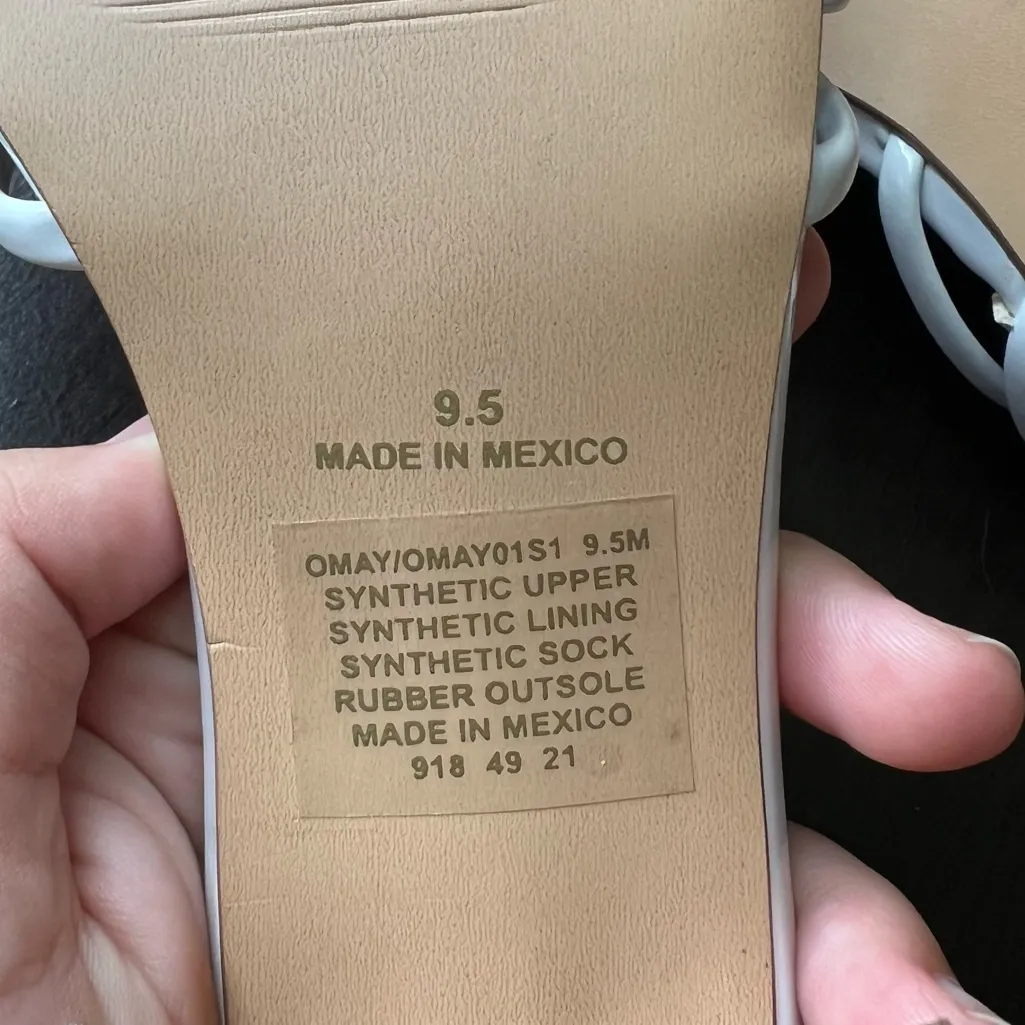 9.5
MADE IN MEXICO
OMAY/OMAY01S1 9.5M
SYNTHETIC UPPER
SYNTHETIC LINING
SYNTHETIC SOCK
RUBBER OUTSOLE
MADE IN MEXICO
918 49 21